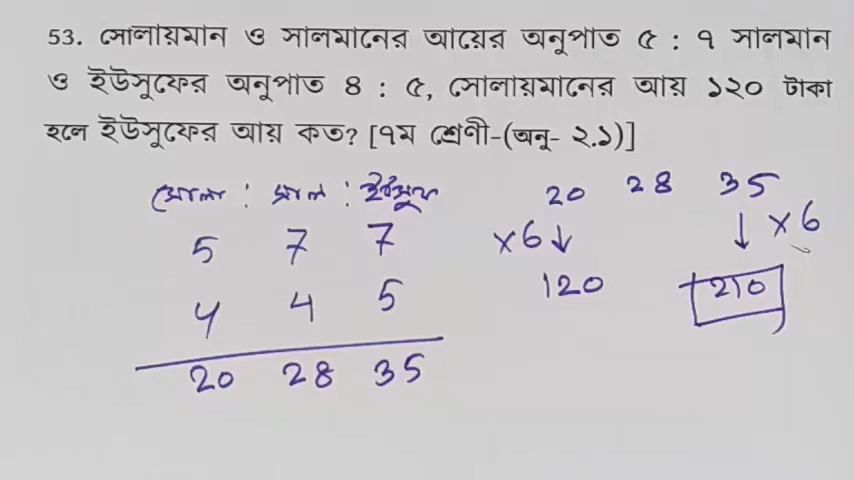 53. সোলায়মান ও সালমানের আয়ের অনুপাত ৫ : ৭ সালমান
ও ইউসুফের অনুপাত ৪ : ৫, সোলায়মানের আয় ১২০ টাকা
হলে ইউসুফের আয় কত? [৭ম শ্রেণী-(অনু- ২.১)]
সোলা : সাল : ইউসুফ
5 7 7
4 4 5
20 28 35
20 28 35
×6↓ ↓×6
120 210